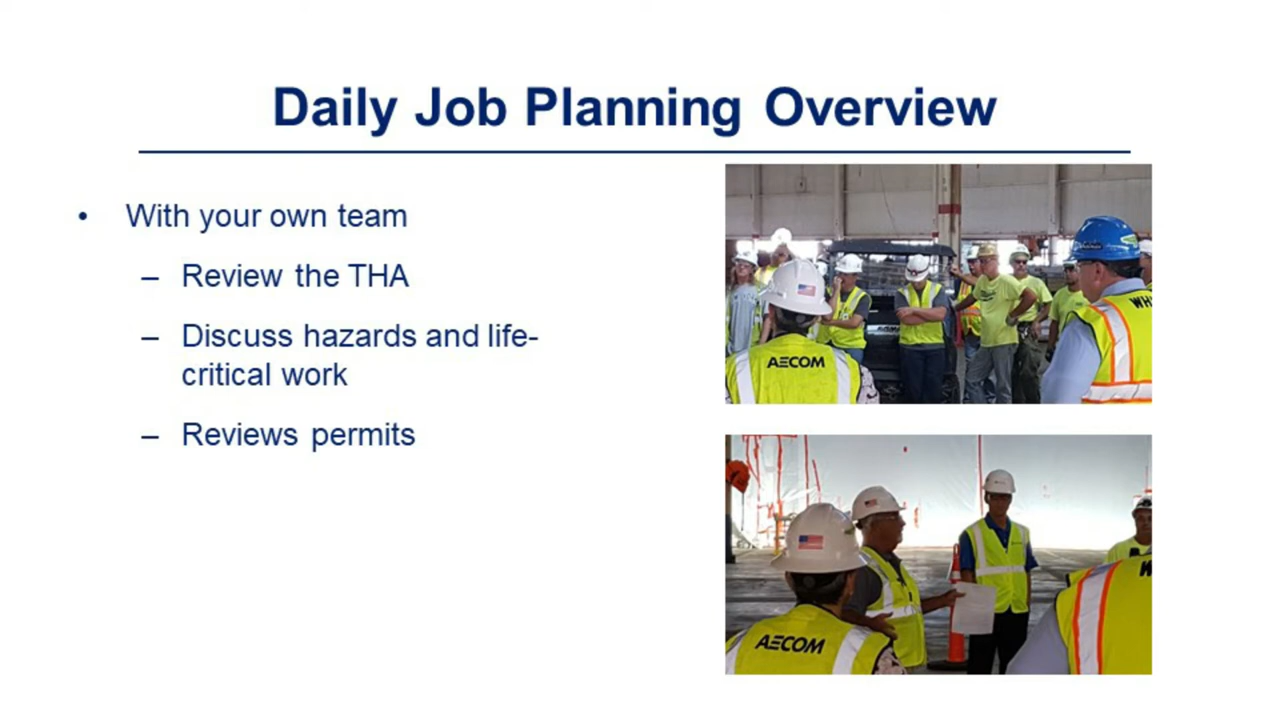 Daily Job Planning Overview
• With your own team
– Review the THA
– Discuss hazards and life-
critical work
– Reviews permits
AECOM
WH
AECOM
W